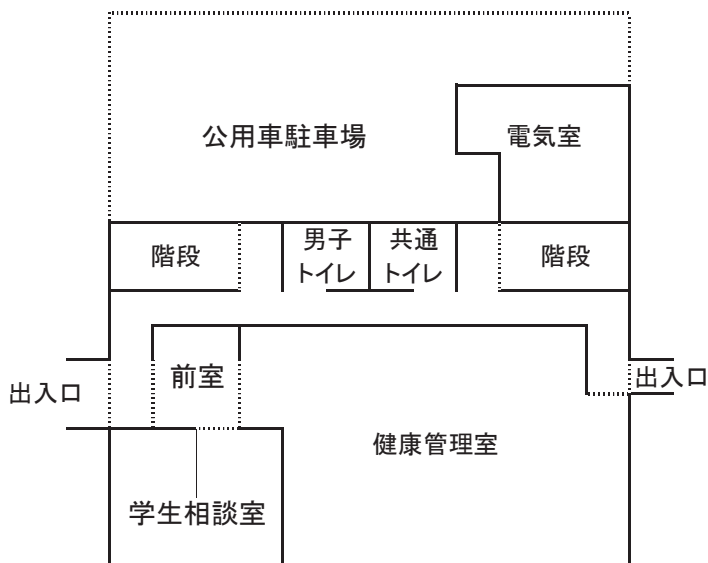 公用車駐車場
電気室
階段
男子
トイレ
共通
トイレ
階段
前室
出入口
出入口
健康管理室
学生相談室